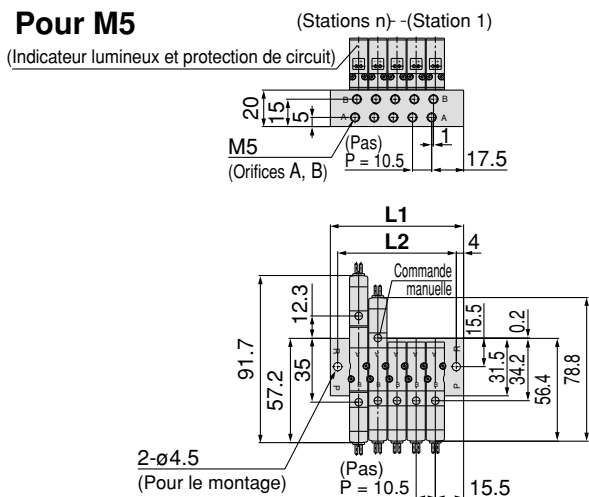 Pour M5
(Indicateur lumineux et protection de circuit)
(Stations n)- -(Station 1)
B B
A A
20
15
5
M5
(Orifices A, B)
(Pas)
P = 10.5
1
17.5
L1
L2
4
Commande
manuelle
12.3
91.7
57.2
35
15.5
0.2
31.5
34.2
56.4
78.8
R R
P P
A A A A A
B B B B
2-ø4.5
(Pour le montage)
(Pas)
P = 10.5
15.5